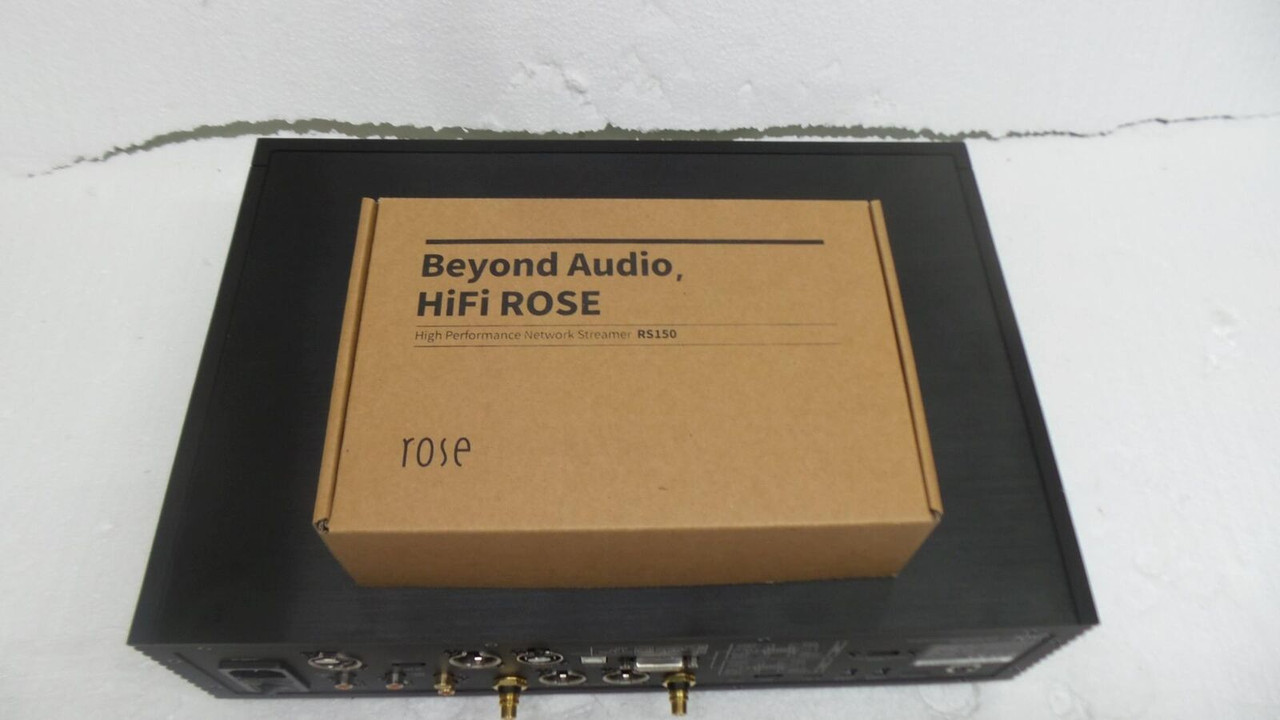 Beyond Audio,
HiFi ROSE
High Performance Network Streamer RS150
rose